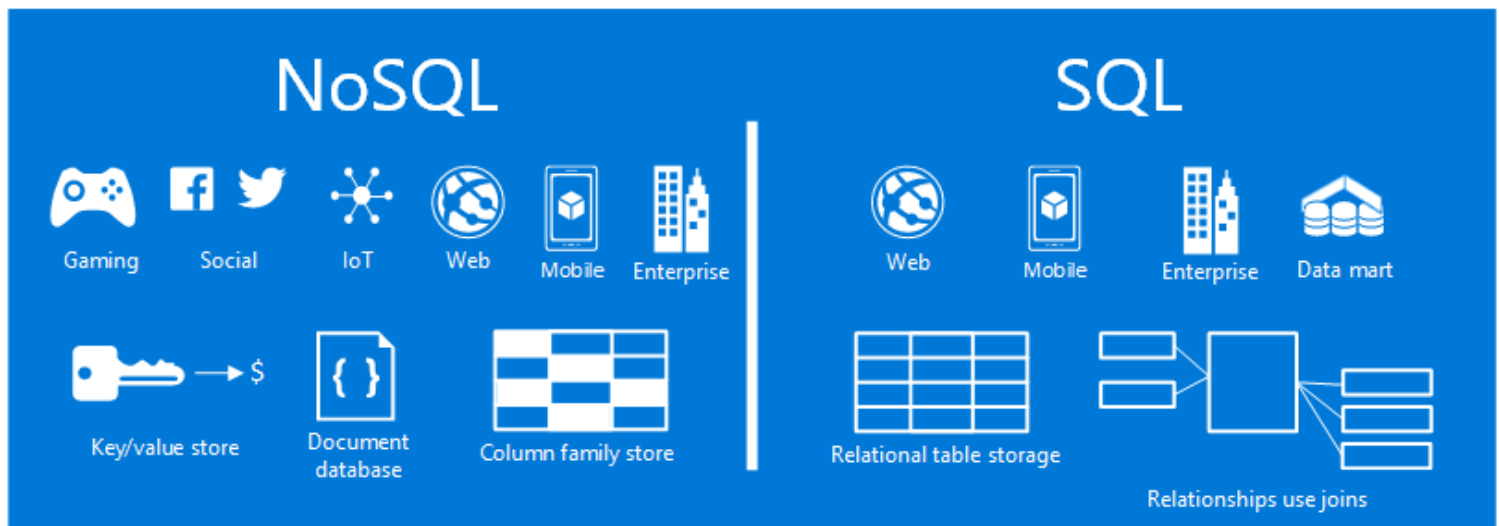 NoSQL
SQL
Gaming
Social
IoT
Web
Mobile
Enterprise
Web
Mobile
Enterprise
Data mart
$
{ }
Key/value store
Document
database
Column family store
Relational table storage
Relationships use joins